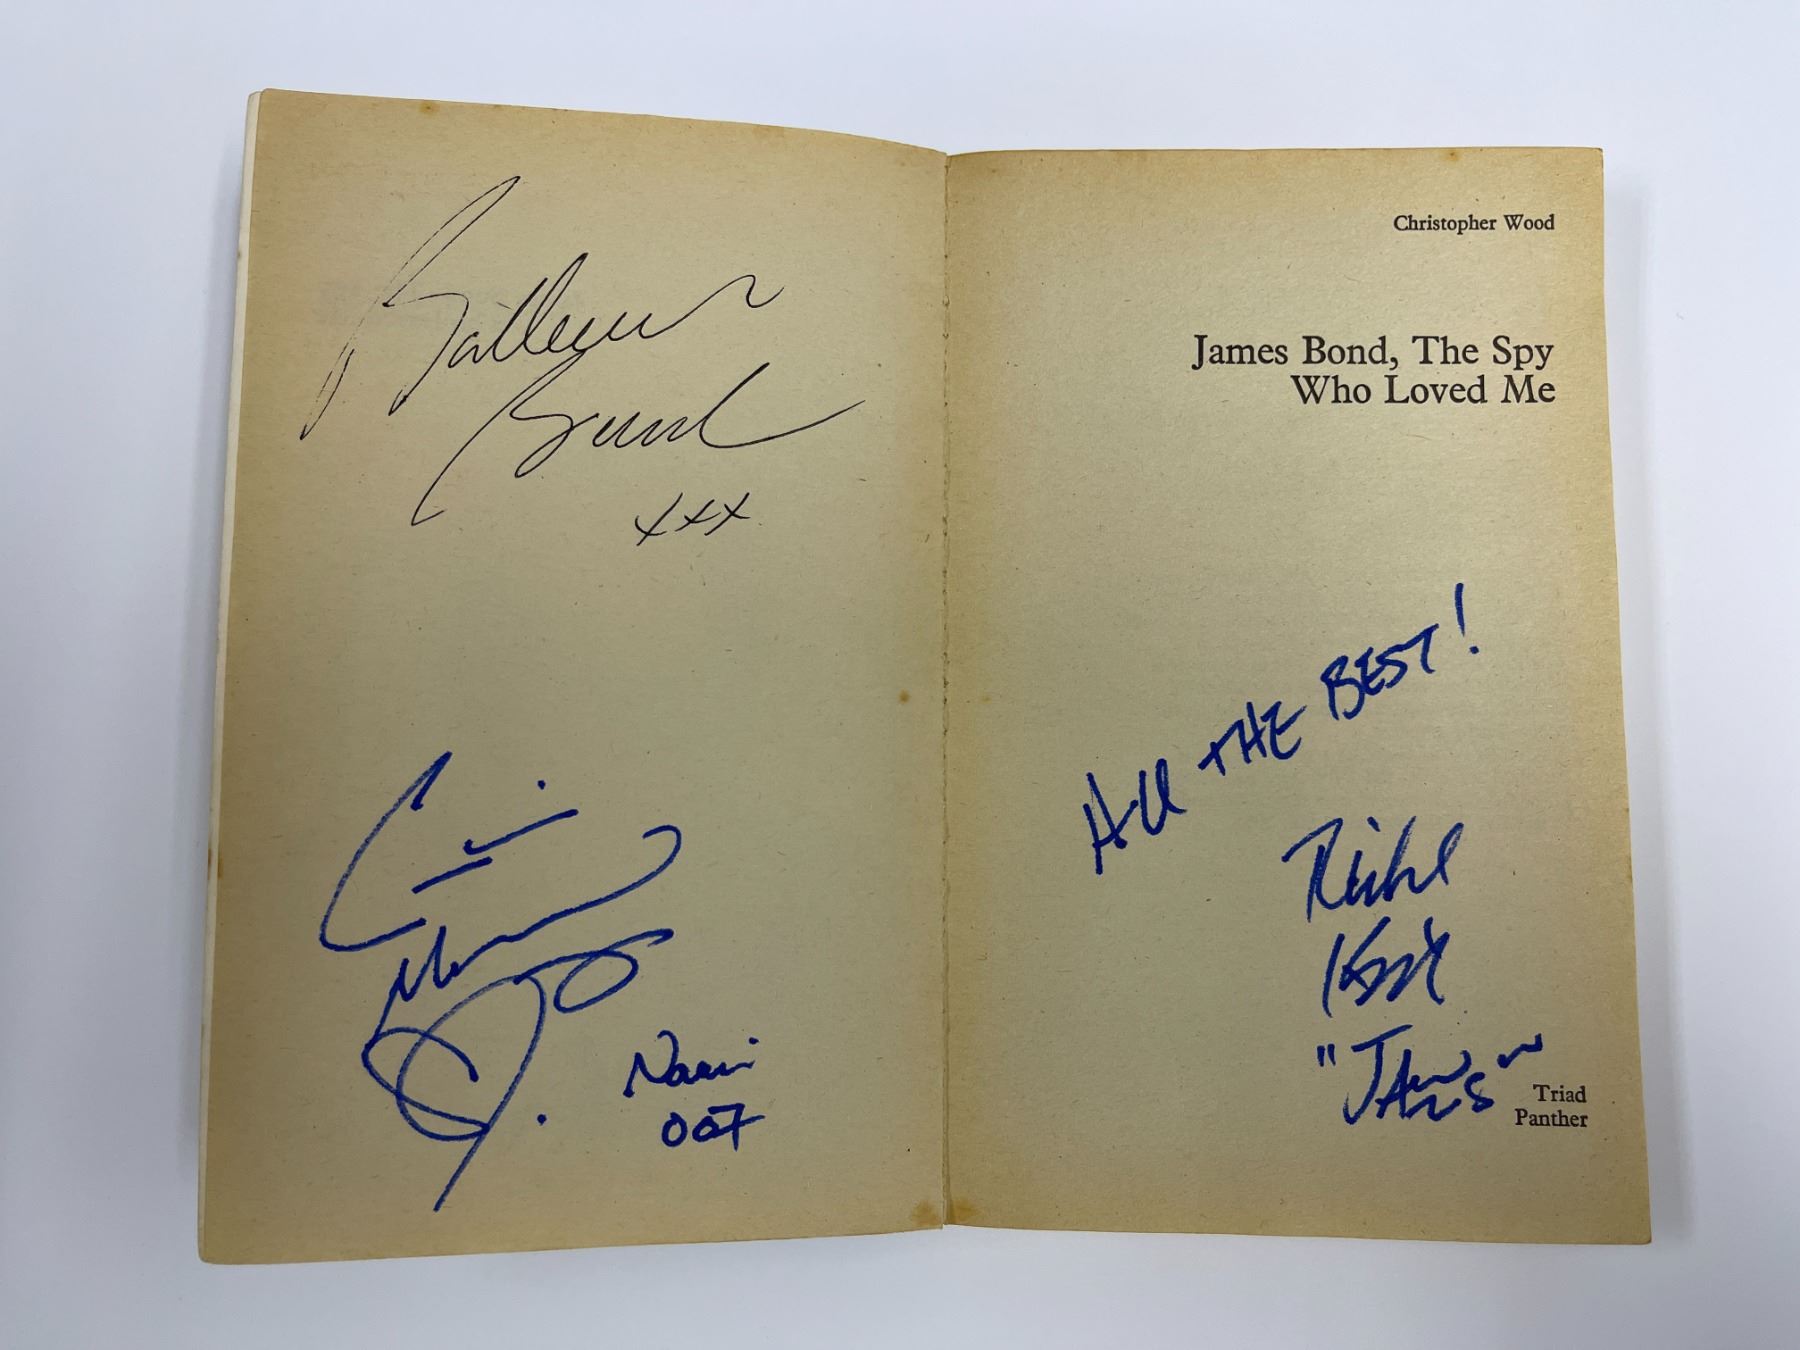 xxx
Naomi
007
Christopher Wood
James Bond, The Spy
Who Loved Me
All THE BEST!
Richard
Kiel
"JAWS"
Triad
Panther